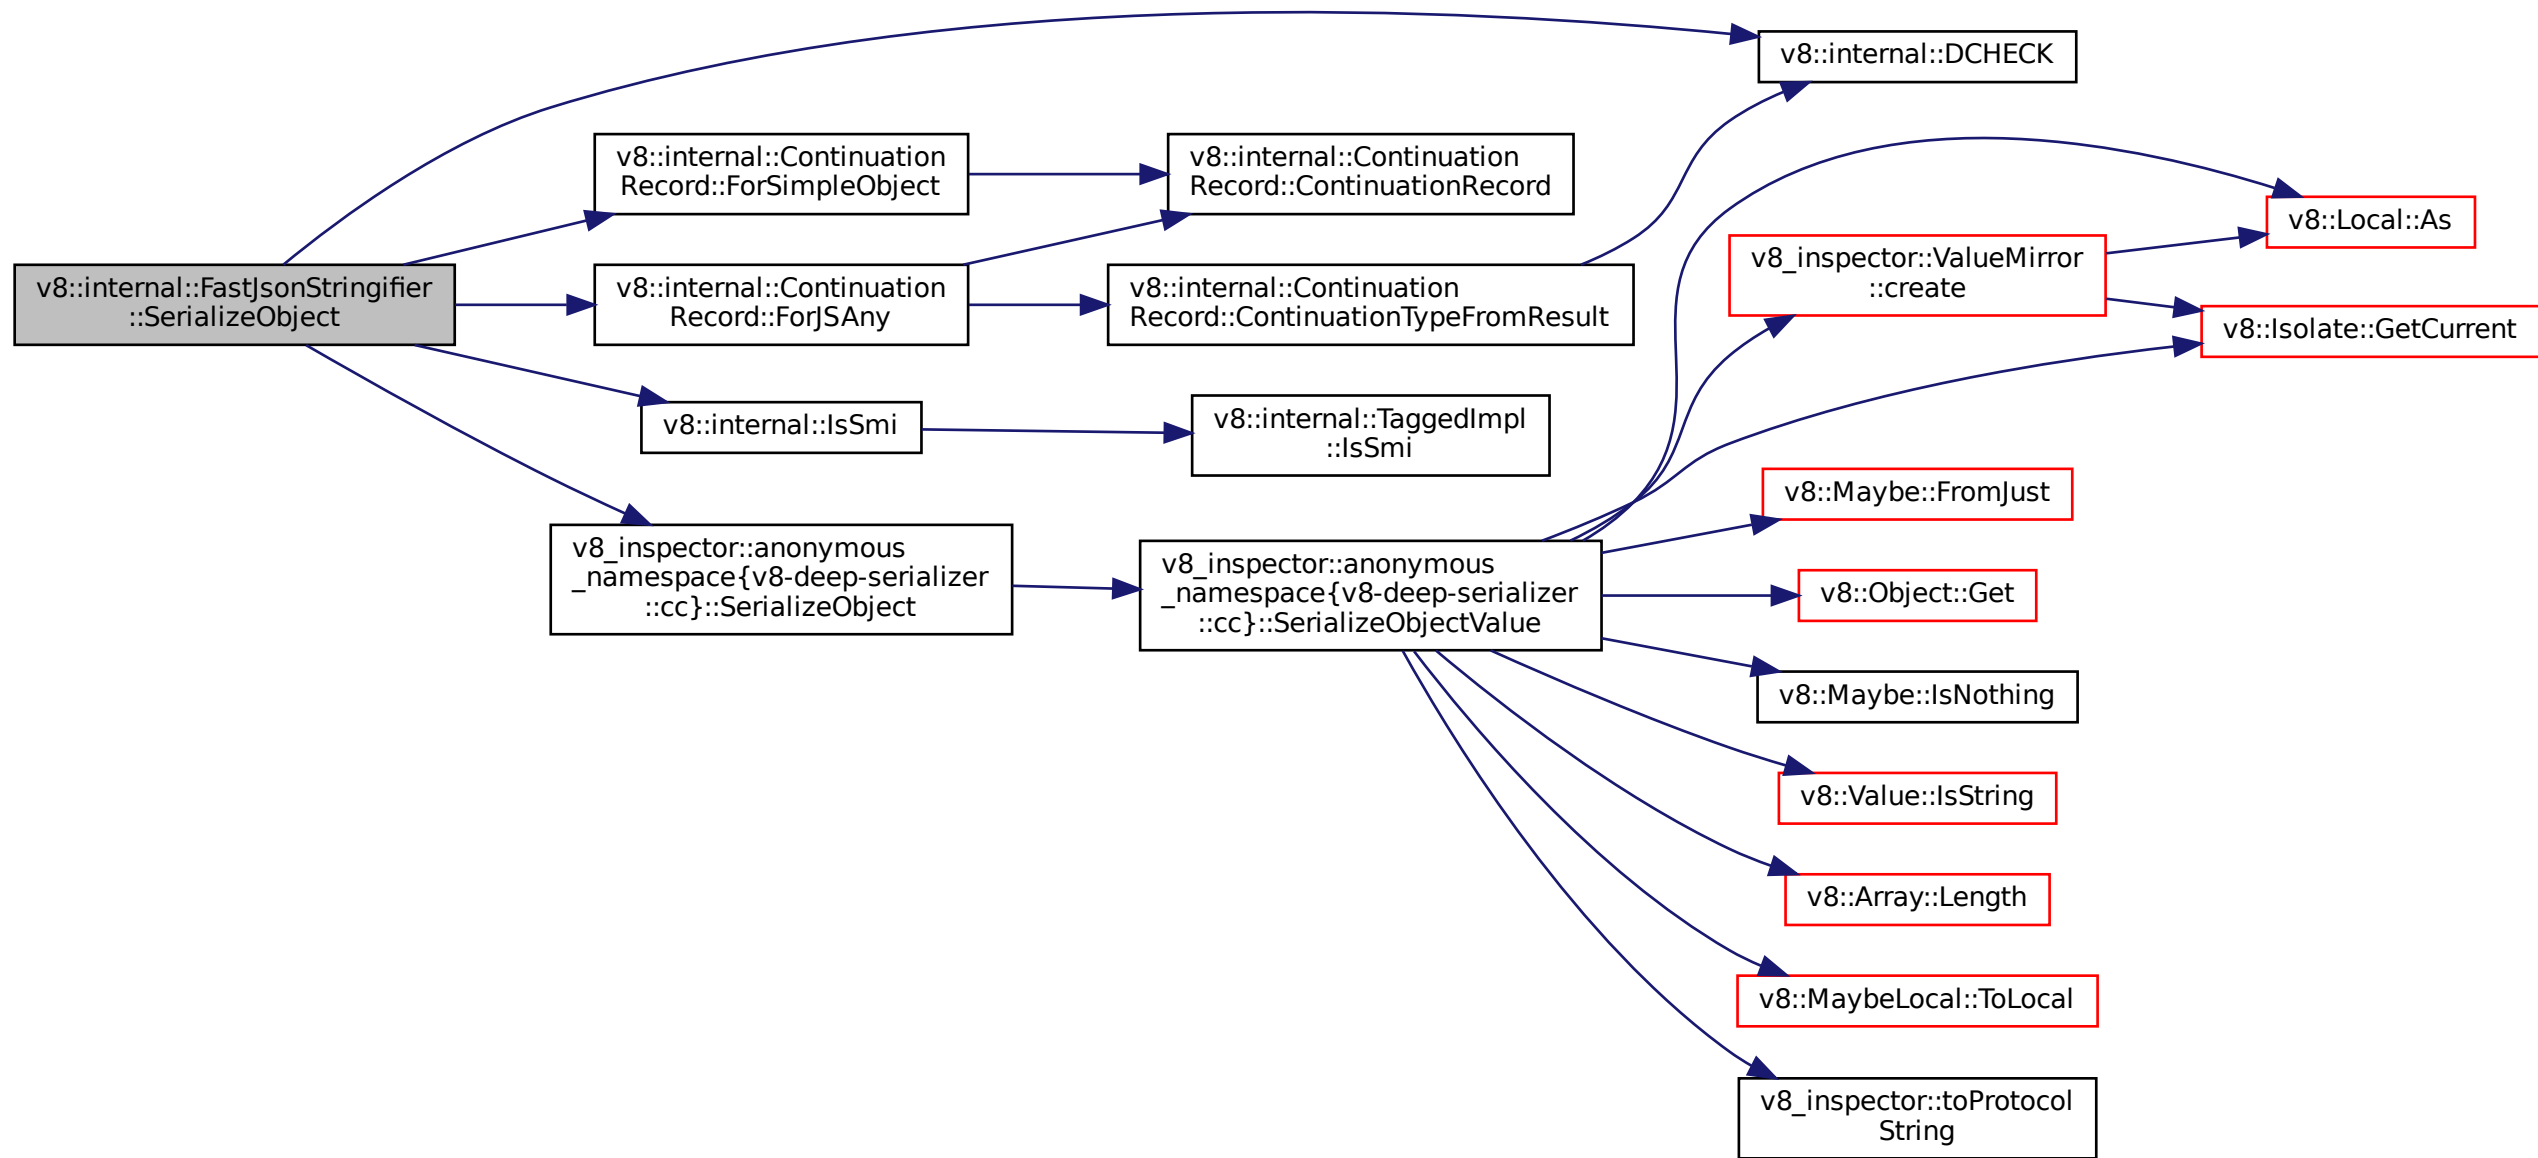 v8::internal::FastJsonStringifier
::SerializeObject
v8::internal::DCHECK
v8::internal::Continuation
Record::ForSimpleObject
v8::internal::Continuation
Record::ContinuationRecord
v8::internal::Continuation
Record::ForJSAny
v8::internal::Continuation
Record::ContinuationTypeFromResult
v8::internal::IsSmi
v8::internal::TaggedImpl
::IsSmi
v8_inspector::anonymous
_namespace{v8-deep-serializer
::cc}::SerializeObject
v8_inspector::anonymous
_namespace{v8-deep-serializer
::cc}::SerializeObjectValue
v8::Local::As
v8_inspector::ValueMirror
::create
v8::Isolate::GetCurrent
v8::Maybe::FromJust
v8::Object::Get
v8::Maybe::IsNothing
v8::Value::IsString
v8::Array::Length
v8::MaybeLocal::ToLocal
v8_inspector::toProtocol
String